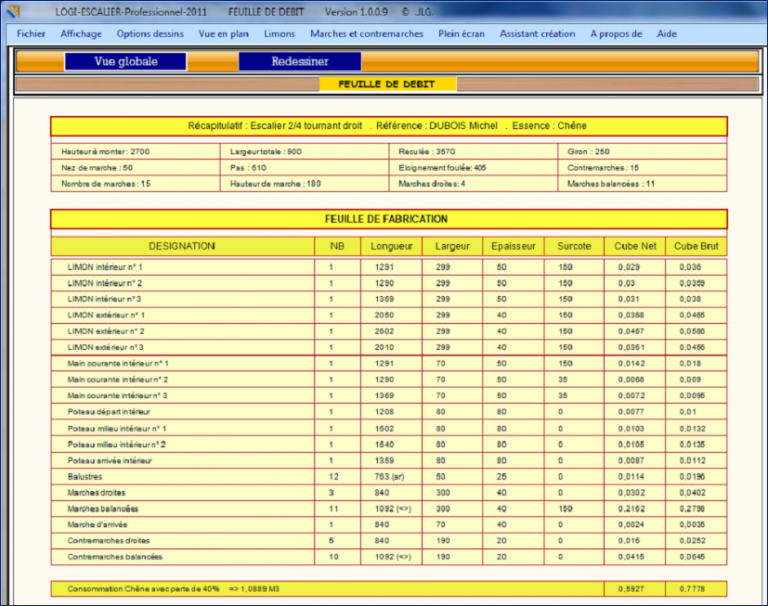 LOGI-ESCALIER-Professionnel-2011 FEUILLE DE DEBIT Version 1.0.0.9 © .JLG.
Fichier Affichage Options dessins Vue en plan Limons Marches et contremarches Plein écran Assistant création A propos de Aide
Vue globale Redessiner
FEUILLE DE DEBIT
Récapitulatif : Escalier 2/4 tournant droit . Référence : DUBOIS Michel . Essence : Chêne
Hauteur à monter : 2700 Largeur totale : 900 Reculée : 3570 Giron : 250
Nez de marche : 50 Pas : 610 Eloignement foulée: 405 Contremarches : 15
Nombre de marches : 15 Hauteur de marche : 180 Marches droites: 4 Marches balancées : 11
FEUILLE DE FABRICATION
DESIGNATION NB Longueur Largeur Epaisseur Surcote Cube Net Cube Brut
LIMON intérieur n° 1 1 1291 299 50 150 0,029 0,036
LIMON intérieur n° 2 1 1290 299 50 150 0,03 0,0359
LIMON intérieur n° 3 1 1369 299 50 150 0,031 0,038
LIMON extérieur n° 1 1 2050 299 40 150 0,0368 0,0465
LIMON extérieur n° 2 1 2602 299 40 150 0,0467 0,0586
LIMON extérieur n° 3 1 2010 299 40 150 0,0361 0,0456
Main courante intérieur n° 1 1 1291 70 50 150 0,0142 0,018
Main courante intérieur n° 2 1 1290 70 50 35 0,0068 0,009
Main courante intérieur n° 3 1 1369 70 50 35 0,0072 0,0095
Poteau départ intérieur 1 1208 80 80 0 0,0077 0,01
Poteau milieu intérieur n° 1 1 1602 80 80 0 0,0103 0,0132
Poteau milieu intérieur n° 2 1 1640 80 80 0 0,0105 0,0135
Poteau arrivée intérieur 1 1359 80 80 0 0,0087 0,0112
Balustres 12 763 (ar) 50 25 0 0,0114 0,0196
Marches droites 3 840 300 40 0 0,0302 0,0402
Marches balancées 11 1092 (<>) 300 40 150 0,2162 0,2798
Marche d'arrivée 1 840 70 40 0 0,0024 0,0035
Contremarches droites 5 840 190 20 0 0,016 0,0252
Contremarches balancées 10 1092 (<>) 190 20 0 0,0415 0,0645
Consommation Chêne avec perte de 40% => 1,0889 M3 0,5927 0,7778